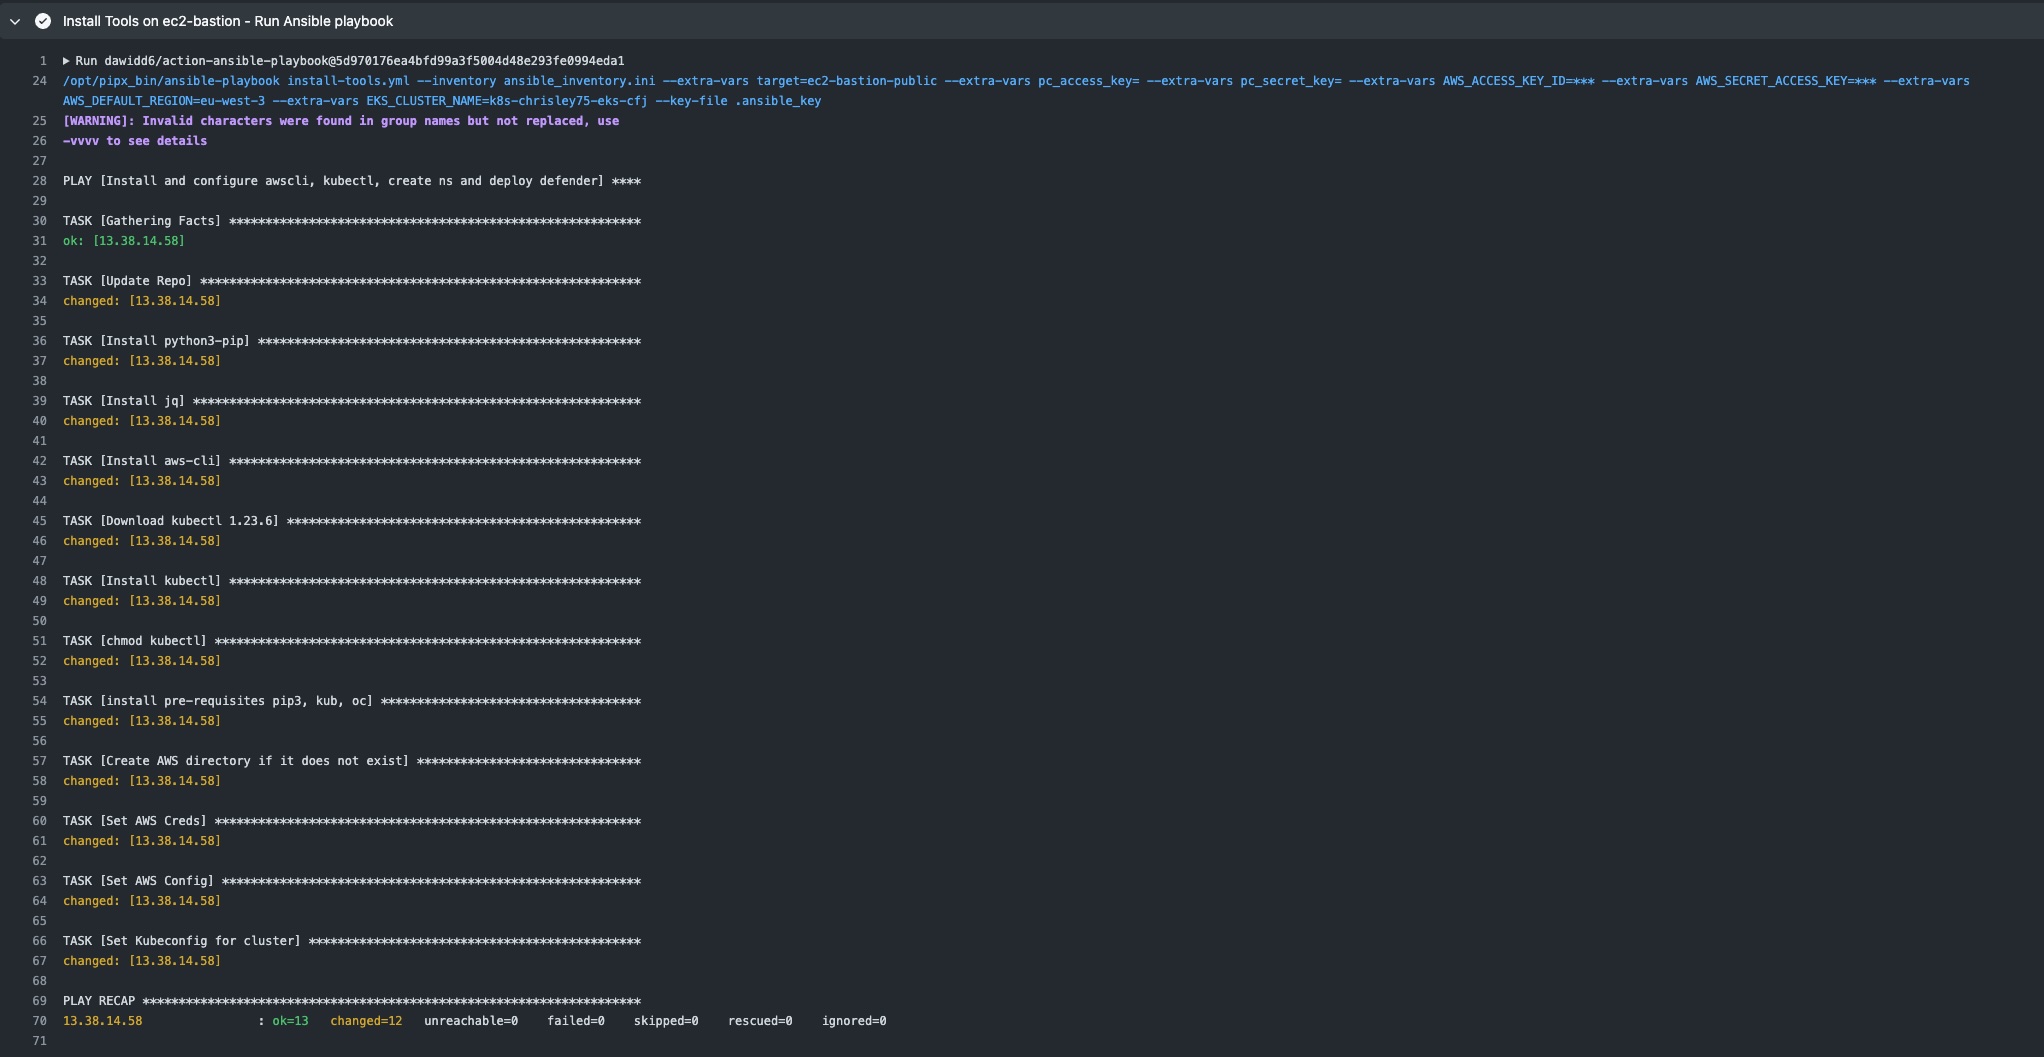 Install Tools on ec2-bastion - Run Ansible playbook
1 ▶ Run dawidd6/action-ansible-playbook@5d970176ea4bfd99a3f5004d48e293fe0994eda1
24 /opt/pipx_bin/ansible-playbook install-tools.yml --inventory ansible_inventory.ini --extra-vars target=ec2-bastion-public --extra-vars pc_access_key= --extra-vars pc_secret_key= --extra-vars AWS_ACCESS_KEY_ID=*** --extra-vars AWS_SECRET_ACCESS_KEY=*** --extra-vars
AWS_DEFAULT_REGION=eu-west-3 --extra-vars EKS_CLUSTER_NAME=k8s-chrisley75-eks-cfj --key-file .ansible_key
25 [WARNING]: Invalid characters were found in group names but not replaced, use
26 -vvvv to see details
27
28 PLAY [Install and configure awscli, kubectl, create ns and deploy defender] ****
29
30 TASK [Gathering Facts] *********************************************************
31 ok: [13.38.14.58]
32
33 TASK [Update Repo] *************************************************************
34 changed: [13.38.14.58]
35
36 TASK [Install python3-pip] *****************************************************
37 changed: [13.38.14.58]
38
39 TASK [Install jq] **************************************************************
40 changed: [13.38.14.58]
41
42 TASK [Install aws-cli] *********************************************************
43 changed: [13.38.14.58]
44
45 TASK [Download kubectl 1.23.6] *************************************************
46 changed: [13.38.14.58]
47
48 TASK [Install kubectl] *********************************************************
49 changed: [13.38.14.58]
50
51 TASK [chmod kubectl] ***********************************************************
52 changed: [13.38.14.58]
53
54 TASK [install pre-requisites pip3, kub, oc] ************************************
55 changed: [13.38.14.58]
56
57 TASK [Create AWS directory if it does not exist] *******************************
58 changed: [13.38.14.58]
59
60 TASK [Set AWS Creds] ***********************************************************
61 changed: [13.38.14.58]
62
63 TASK [Set AWS Config] **********************************************************
64 changed: [13.38.14.58]
65
66 TASK [Set Kubeconfig for cluster] **********************************************
67 changed: [13.38.14.58]
68
69 PLAY RECAP *********************************************************************
70 13.38.14.58 : ok=13 changed=12 unreachable=0 failed=0 skipped=0 rescued=0 ignored=0
71